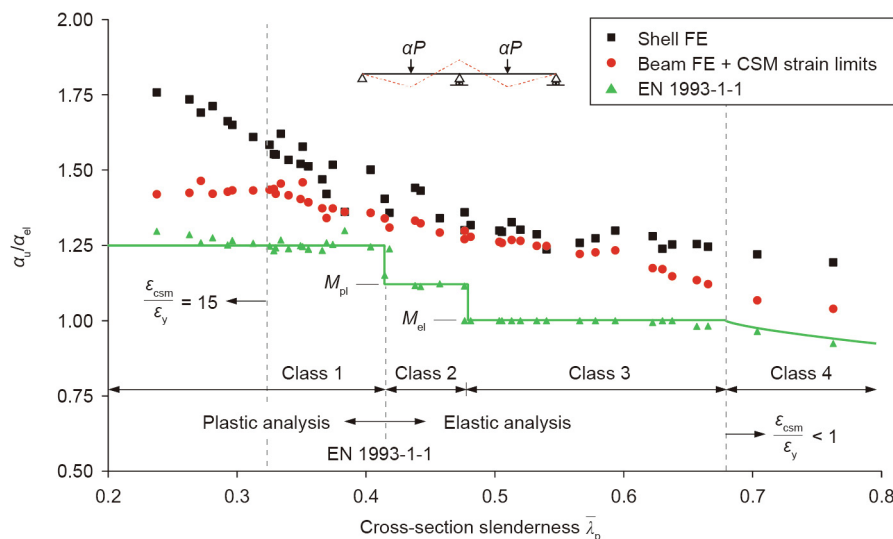 2.00
1.75
1.50
1.25
1.00
0.75
0.50
αu/αel
αP αP
Shell FE
Beam FE + CSM strain limits
EN 1993-1-1
Mpl
Mel
εcsm/εy = 15
Class 1 Class 2 Class 3 Class 4
Plastic analysis Elastic analysis
EN 1993-1-1
εcsm/εy < 1
0.2 0.3 0.4 0.5 0.6 0.7 0.8
Cross-section slenderness λ̅p